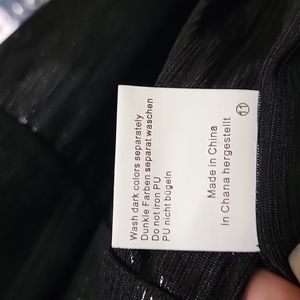 Wash dark colors separately
Dunkle Farben separat waschen
Do not iron PU
PU nicht bügeln
Made in China
In Chana hergestellt
11